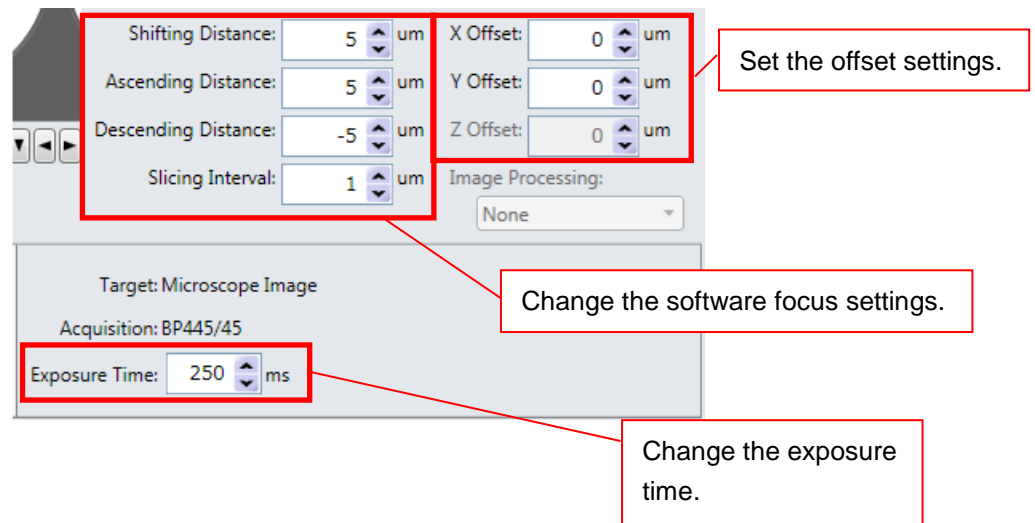 Shifting Distance: 5 um X Offset: 0 um
Set the offset settings.
Ascending Distance: 5 um Y Offset: 0 um
Descending Distance: -5 um Z Offset: 0 um
Slicing Interval: 1 um Image Processing:
None
Target: Microscope Image
Change the software focus settings.
Acquisition: BP445/45
Exposure Time: 250 ms
Change the exposure
time.